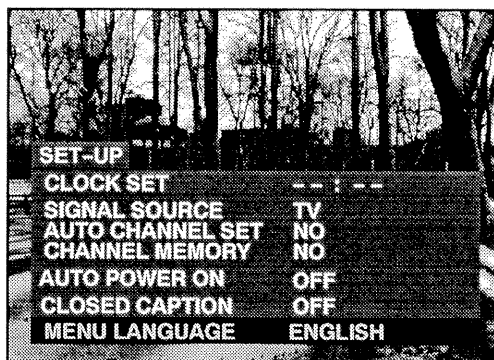 SET-UP
CLOCK SET - - : - -
SIGNAL SOURCE TV
AUTO CHANNEL SET NO
CHANNEL MEMORY NO
AUTO POWER ON OFF
CLOSED CAPTION OFF
MENU LANGUAGE ENGLISH